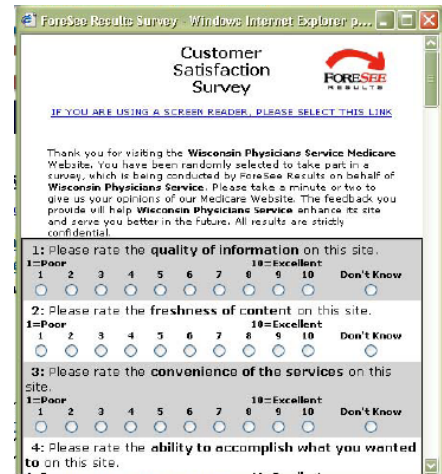 ForeSee Results Survey - Windows Internet Explorer p...
Customer
Satisfaction
Survey
FORESEE
RESULTS
IF YOU ARE USING A SCREEN READER, PLEASE SELECT THIS LINK
Thank you for visiting the Wisconsin Physicians Service Medicare
Website. You have been randomly selected to take part in a
survey, which is being conducted by ForeSee Results on behalf of
Wisconsin Physicians Service. Please take a minute or two to
give us your opinions of our Medicare Website. The feedback you
provide will help Wisconsin Physicians Service enhance its site
and serve you better in the future. All results are strictly
confidential.
1: Please rate the quality of information on this site.
1=Poor 10=Excellent
1 2 3 4 5 6 7 8 9 10 Don't Know
2: Please rate the freshness of content on this site.
1=Poor 10=Excellent
1 2 3 4 5 6 7 8 9 10 Don't Know
3: Please rate the convenience of the services on this
site.
1=Poor 10=Excellent
1 2 3 4 5 6 7 8 9 10 Don't Know
4: Please rate the ability to accomplish what you wanted
to on this site.